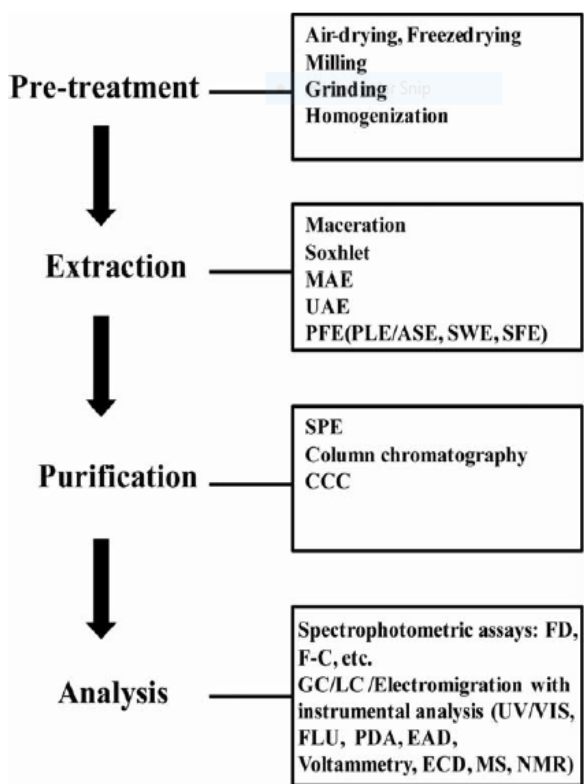 Pre-treatment
Air-drying, Freezedrying
Milling
Grinding
Homogenization
Extraction
Maceration
Soxhlet
MAE
UAE
PFE(PLE/ASE, SWE, SFE)
Purification
SPE
Column chromatography
CCC
Analysis
Spectrophotometric assays: FD,
F-C, etc.
GC/LC /Electromigration with
instrumental analysis (UV/VIS,
FLU, PDA, EAD,
Voltammetry, ECD, MS, NMR)